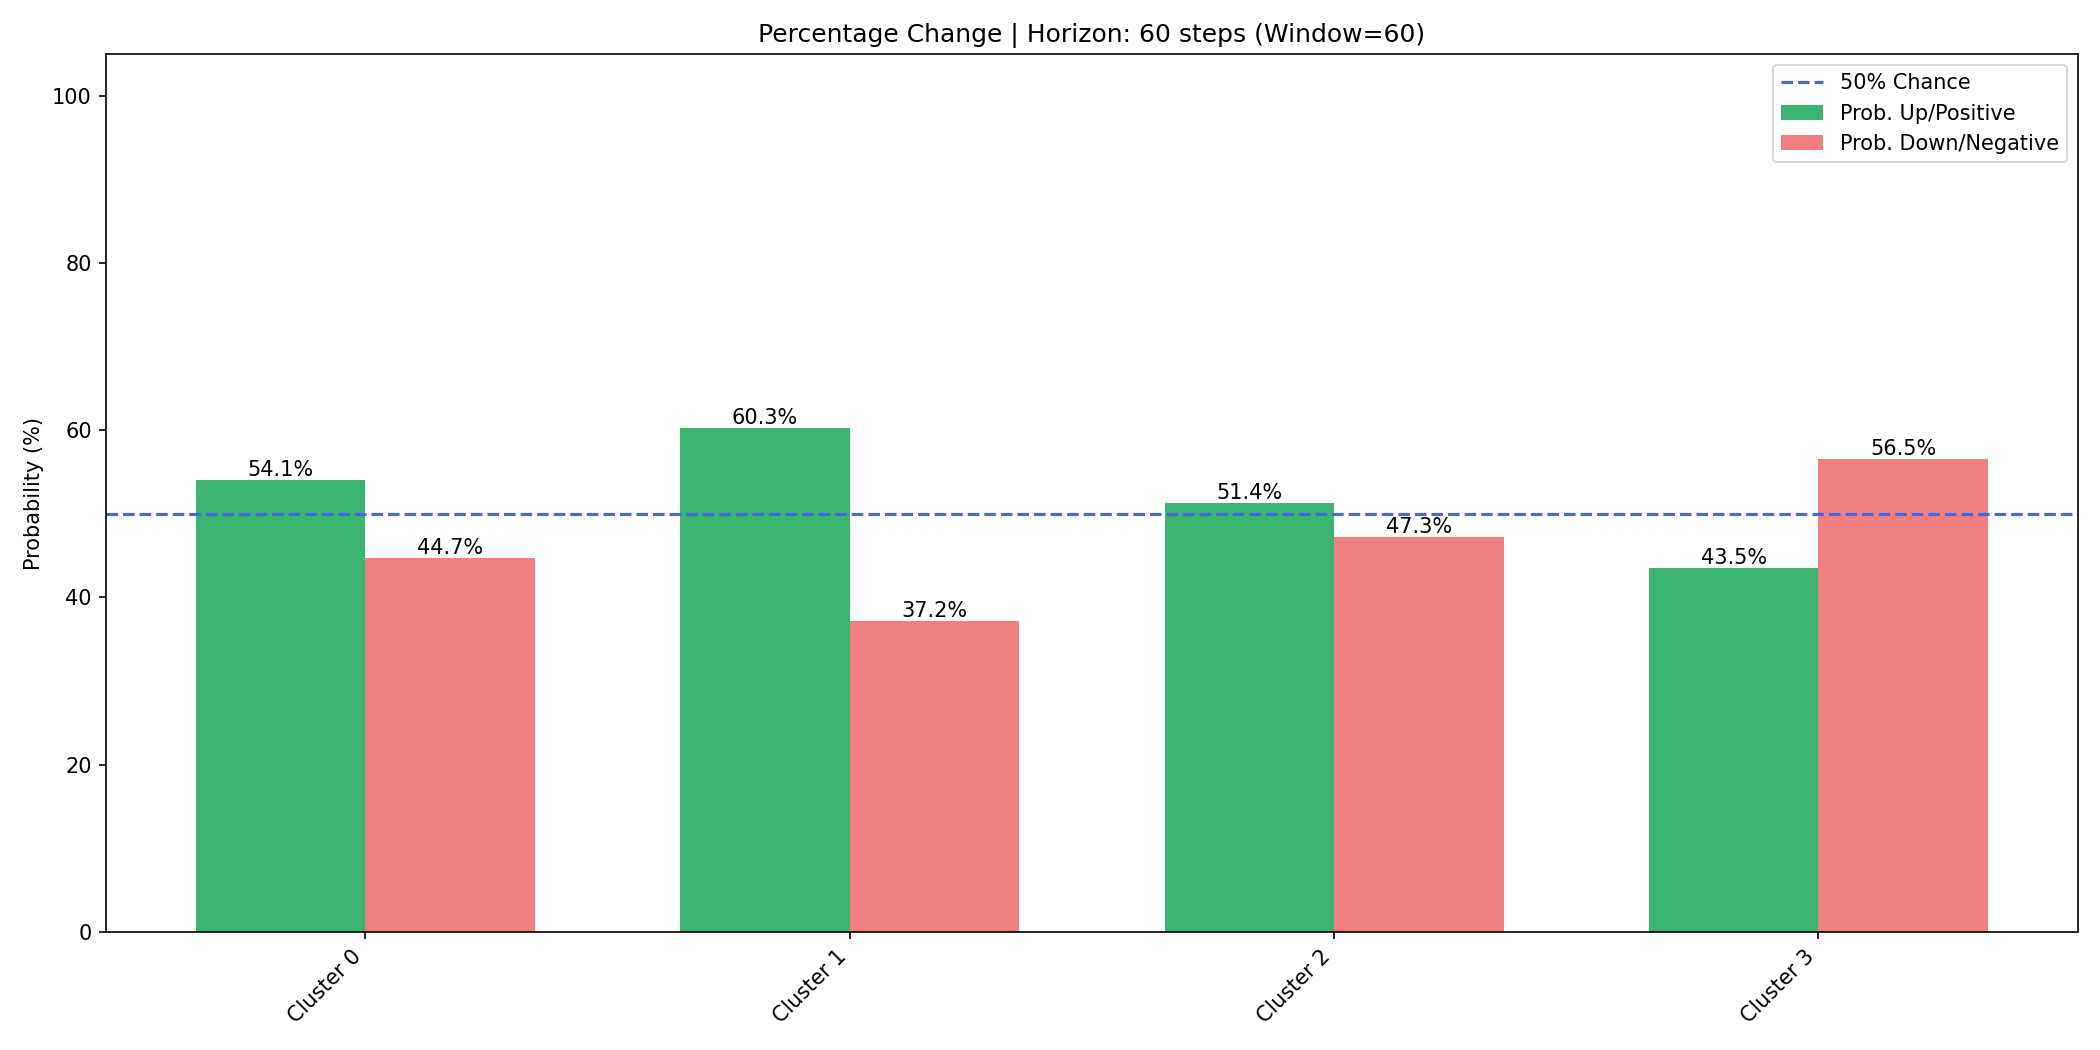 Percentage Change | Horizon: 60 steps (Window=60)
50% Chance
Prob. Up/Positive
Prob. Down/Negative
Probability (%)
100
80
60
40
20
0
54.1%
44.7%
60.3%
37.2%
51.4%
47.3%
43.5%
56.5%
Cluster 0
Cluster 1
Cluster 2
Cluster 3